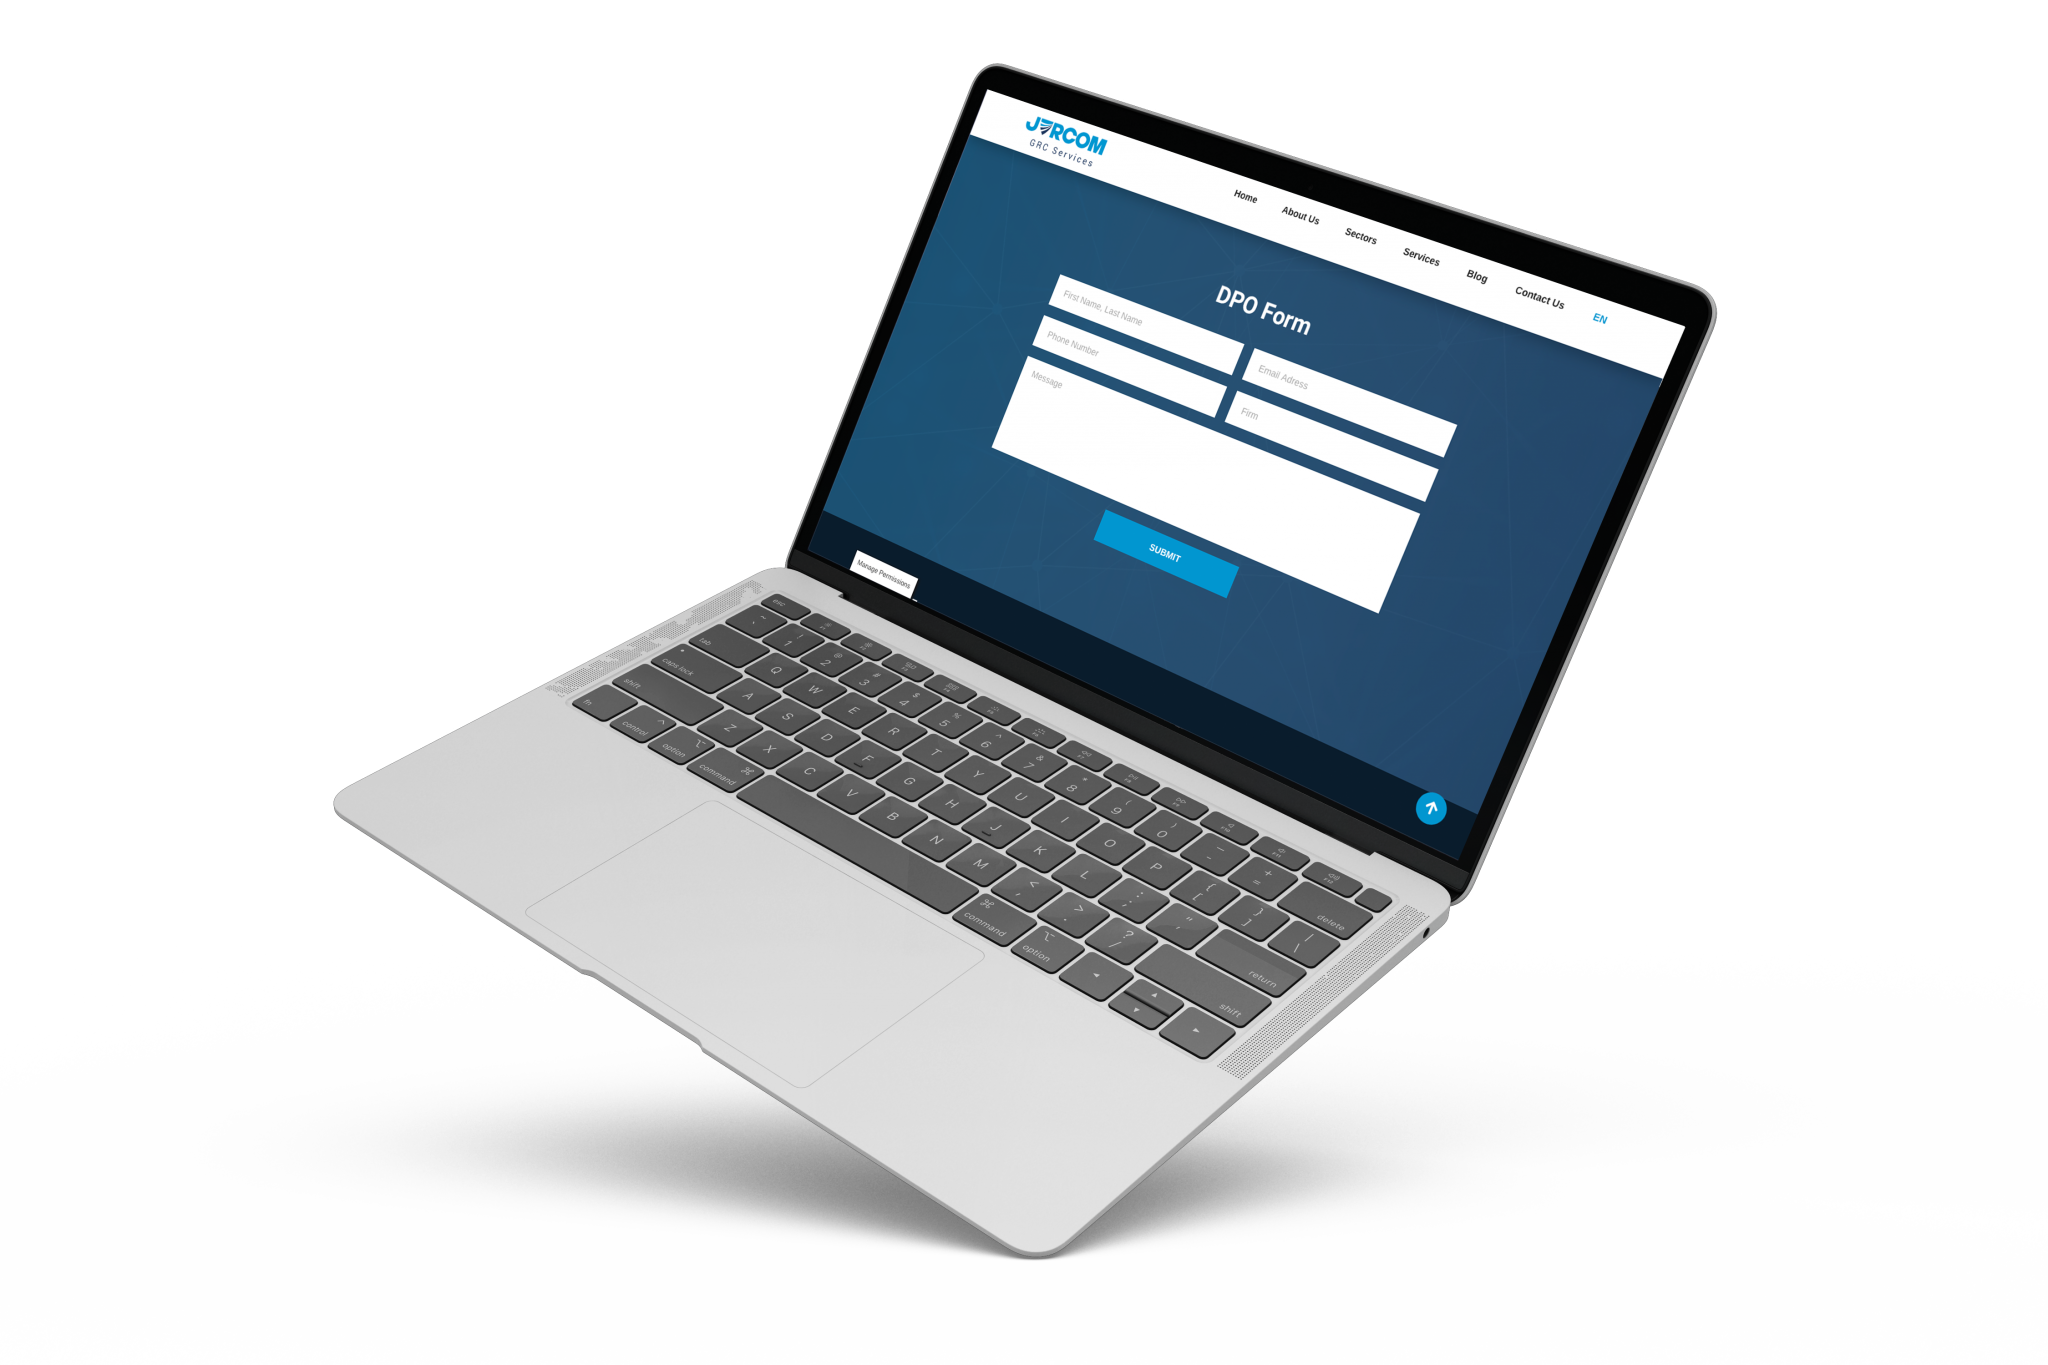 JERCOM
GRC Services
Home
About Us
Sectors
Services
Blog
Contact Us
EN
DPO Form
First Name, Last Name
Email Adress
Phone Number
Firm
Message
SUBMIT
Manage Permissions
esc
~ `
! 1
@ 2
# 3
$ 4
% 5
^ 6
& 7
* 8
( 9
) 0
_ -
+ =
delete
tab
Q W E R T Y U I O P { [ } ] | \
caps lock
A S D F G H J K L : ; " '
return
shift
Z X C V B N M < , > . ? /
shift
fn
control
option
command
command
option